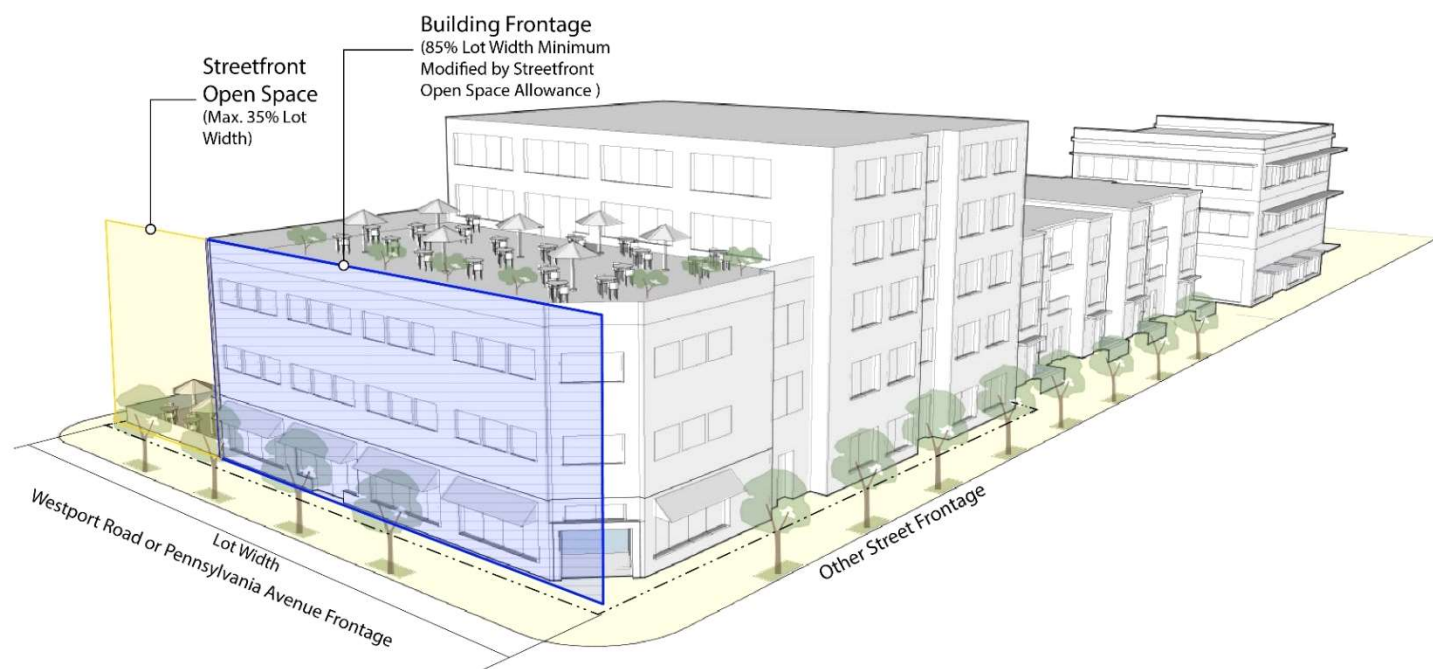 Building Frontage
(85% Lot Width Minimum
Modified by Streetfront
Open Space Allowance )
Streetfront
Open Space
(Max. 35% Lot
Width)
Lot Width
Westport Road or Pennsylvania Avenue Frontage
Other Street Frontage